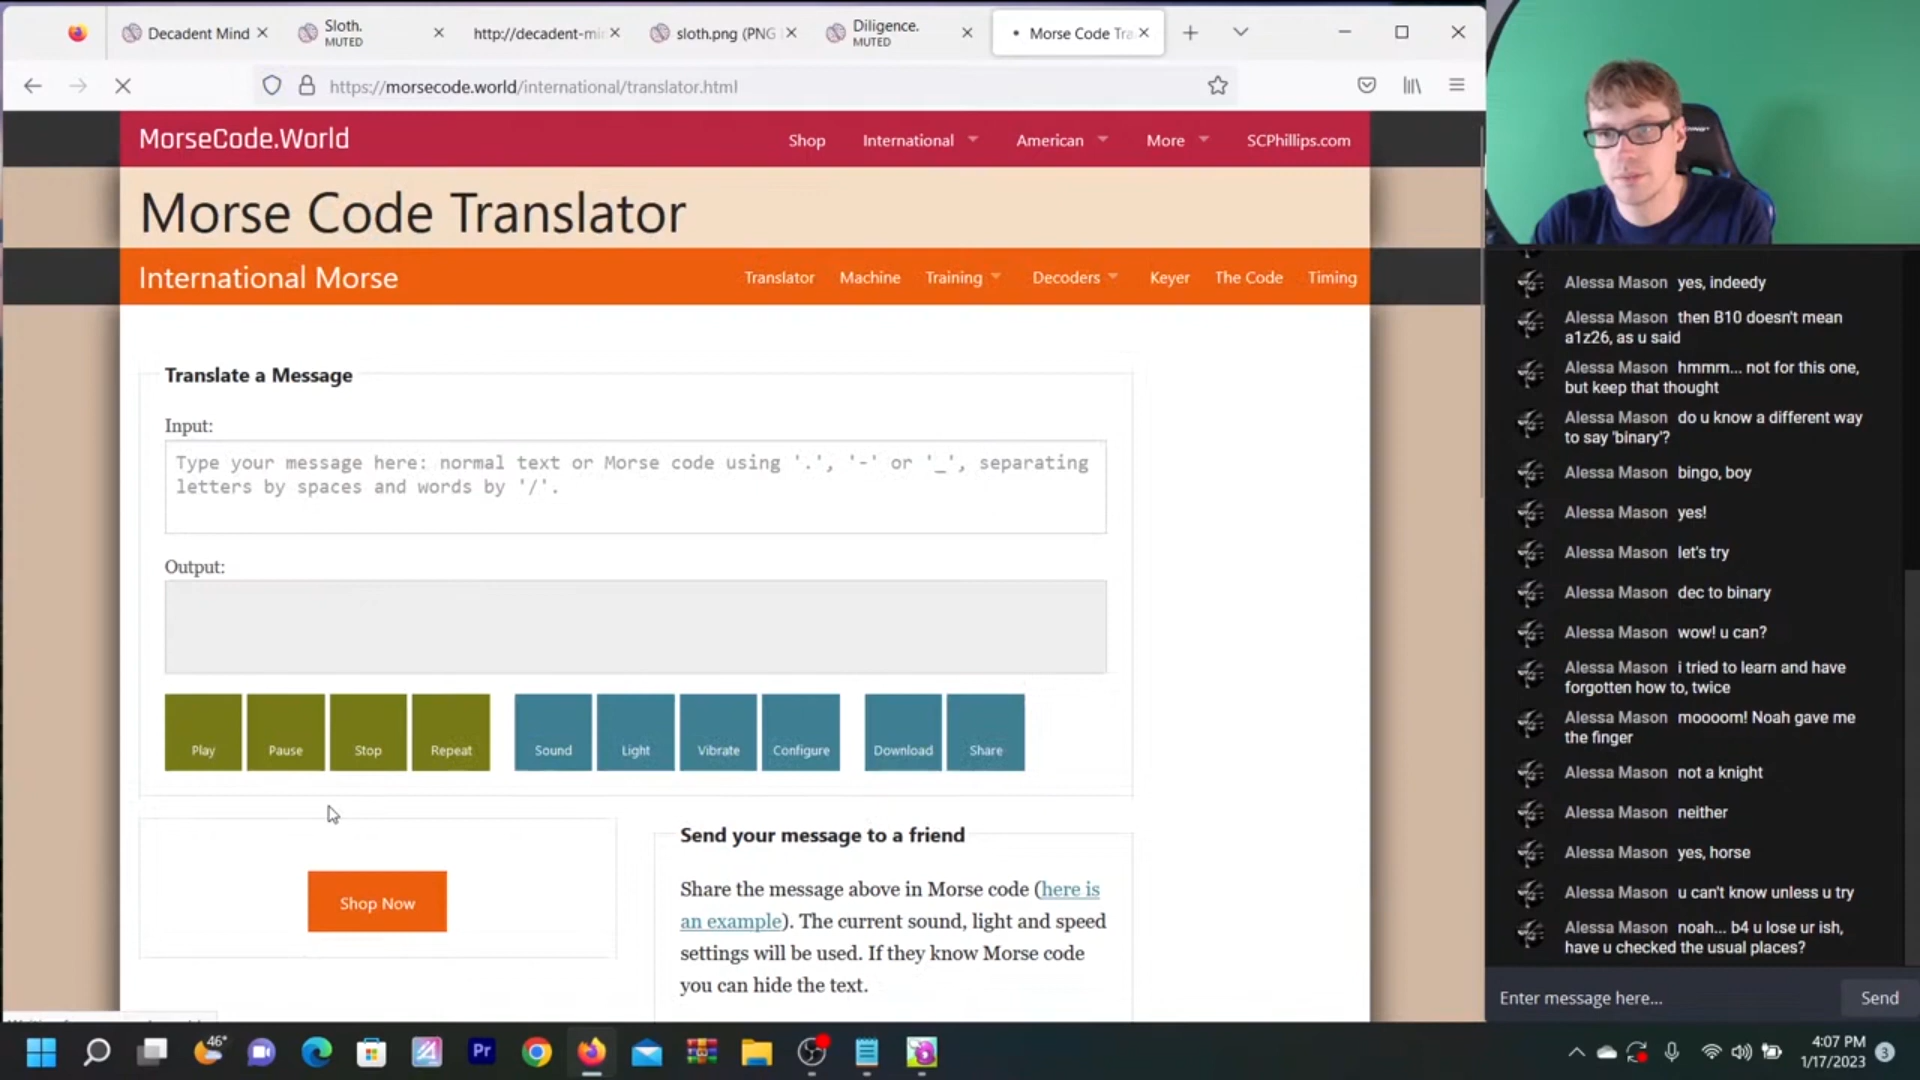 Decadent Mind
Sloth.
MUTED
http://decadent-mi
sloth.png (PNG
Diligence.
MUTED
Morse Code Tra
https://morsecode.world/international/translator.html
MorseCode.World
Shop
International
American
More
SCPhillips.com
Morse Code Translator
International Morse
Translator
Machine
Training
Decoders
Keyer
The Code
Timing
Translate a Message
Input:
Type your message here: normal text or Morse code using '.', '-' or '_', separating
letters by spaces and words by '/'.
Output:
Play
Pause
Stop
Repeat
Sound
Light
Vibrate
Configure
Download
Share
Shop Now
Send your message to a friend
Share the message above in Morse code (here is
an example). The current sound, light and speed
settings will be used. If they know Morse code
you can hide the text.
Alessa Mason yes, indeedy
Alessa Mason then B10 doesn't mean
a1z26, as u said
Alessa Mason hmmm... not for this one,
but keep that thought
Alessa Mason do u know a different way
to say 'binary'?
Alessa Mason bingo, boy
Alessa Mason yes!
Alessa Mason let's try
Alessa Mason dec to binary
Alessa Mason wow! u can?
Alessa Mason i tried to learn and have
forgotten how to, twice
Alessa Mason moooom! Noah gave me
the finger
Alessa Mason not a knight
Alessa Mason neither
Alessa Mason yes, horse
Alessa Mason u can't know unless u try
Alessa Mason noah... b4 u lose ur ish,
have u checked the usual places?
Enter message here...
Send
46°
Pr
4:07 PM
1/17/2023
3